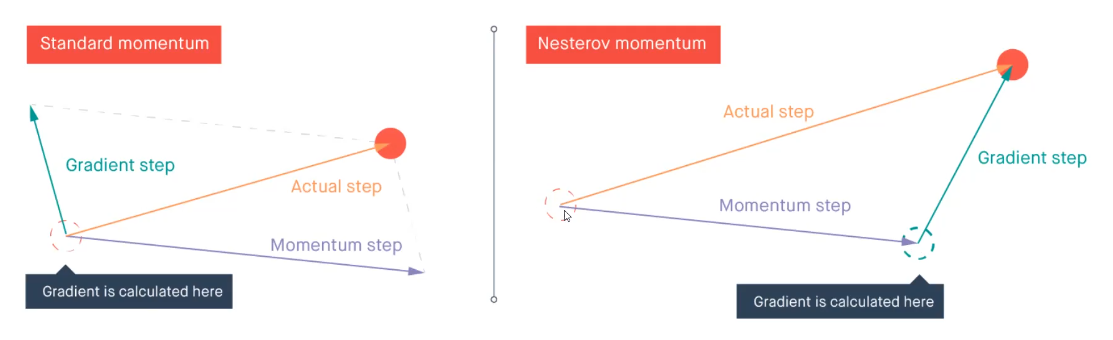 Standard momentum
Gradient step
Actual step
Momentum step
Gradient is calculated here
Nesterov momentum
Actual step
Gradient step
Momentum step
Gradient is calculated here